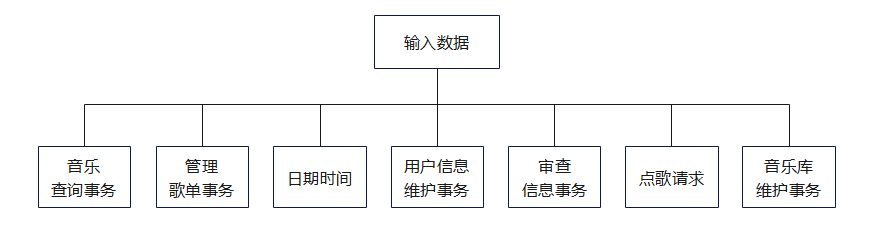 输入数据
音乐
查询事务
管理
歌单事务
日期时间
用户信息
维护事务
审查
信息事务
点歌请求
音乐库
维护事务